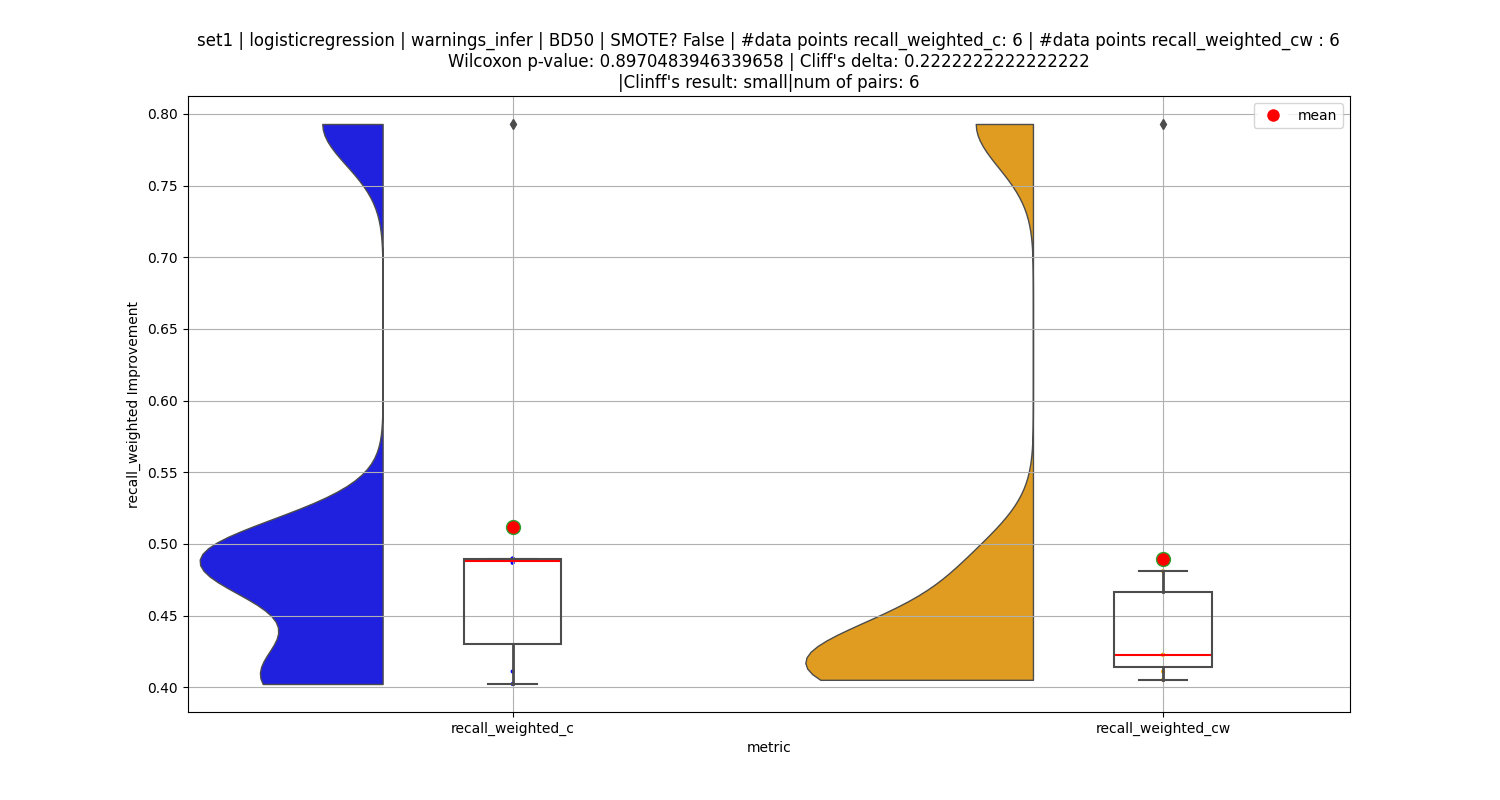 set1 | logisticregression | warnings_infer | BD50 | SMOTE? False | #data points recall_weighted_c: 6 | #data points recall_weighted_cw : 6
Wilcoxon p-value: 0.8970483946339658 | Cliff's delta: 0.2222222222222222
|Clinff's result: small|num of pairs: 6
mean
0.80
0.75
0.70
0.65
0.60
0.55
0.50
0.45
0.40
recall_weighted Improvement
recall_weighted_c
recall_weighted_cw
metric